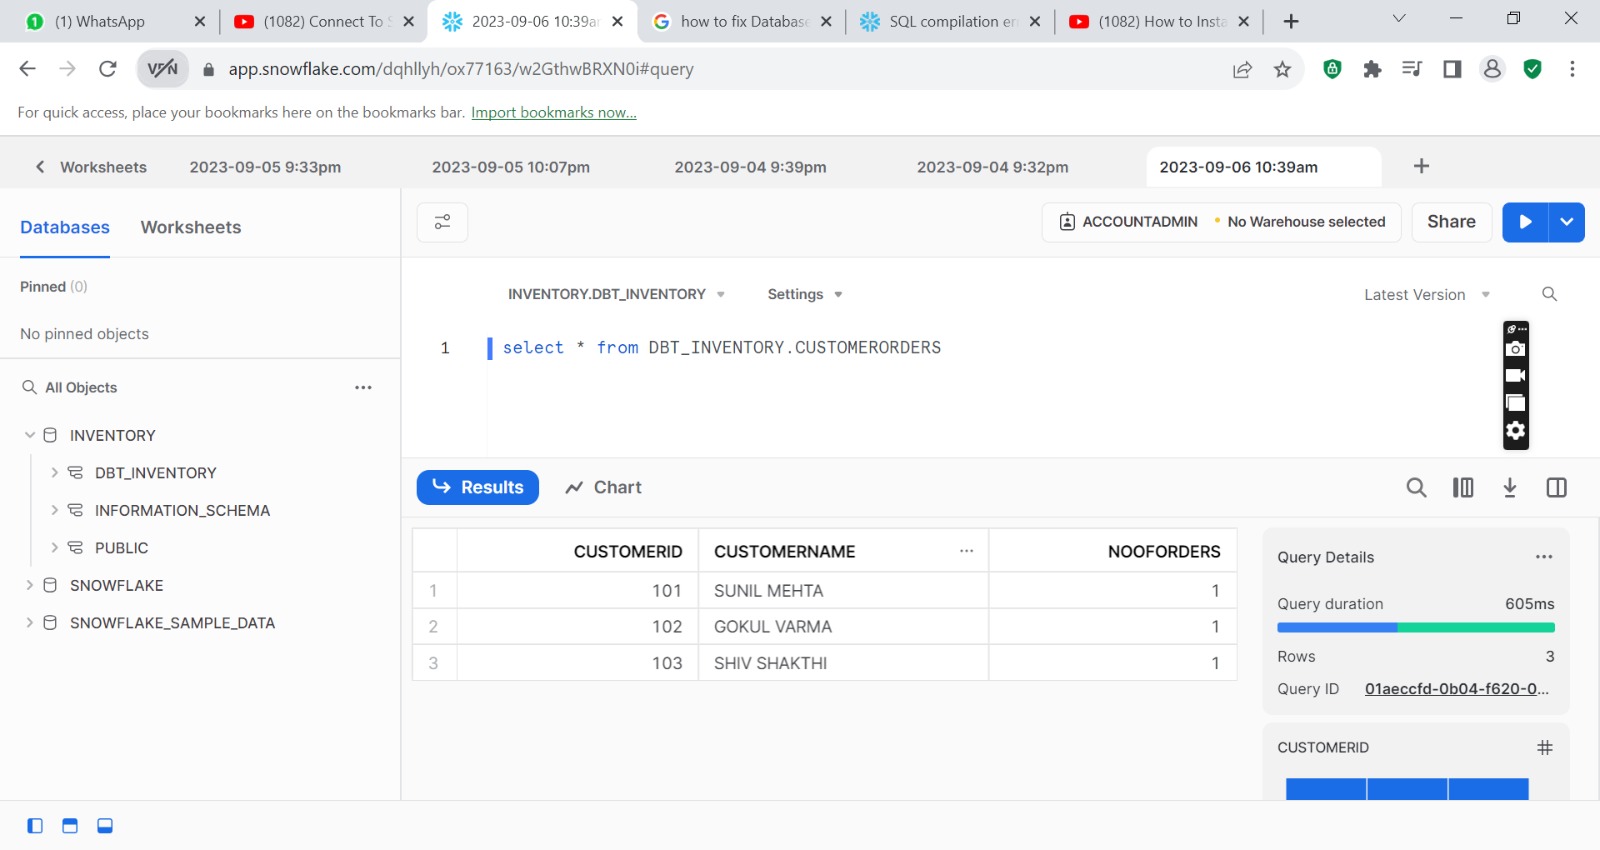 (1) WhatsApp
(1082) Connect To S
2023-09-06 10:39a
how to fix Database
SQL compilation er
(1082) How to Insta
VPN
app.snowflake.com/dqhllyh/ox77163/w2GthwBRXN0i#query
For quick access, place your bookmarks here on the bookmarks bar. Import bookmarks now...
Worksheets
2023-09-05 9:33pm
2023-09-05 10:07pm
2023-09-04 9:39pm
2023-09-04 9:32pm
2023-09-06 10:39am
Databases
Worksheets
ACCOUNTADMIN
No Warehouse selected
Share
Pinned (0)
No pinned objects
INVENTORY.DBT_INVENTORY
Settings
Latest Version
1 select * from DBT_INVENTORY.CUSTOMERORDERS
All Objects
INVENTORY
DBT_INVENTORY
INFORMATION_SCHEMA
PUBLIC
SNOWFLAKE
SNOWFLAKE_SAMPLE_DATA
Results
Chart
CUSTOMERID CUSTOMERNAME ... NOOFORDERS
1 101 SUNIL MEHTA 1
2 102 GOKUL VARMA 1
3 103 SHIV SHAKTHI 1
Query Details
Query duration 605ms
Rows 3
Query ID 01aeccfd-0b04-f620-0...
CUSTOMERID #